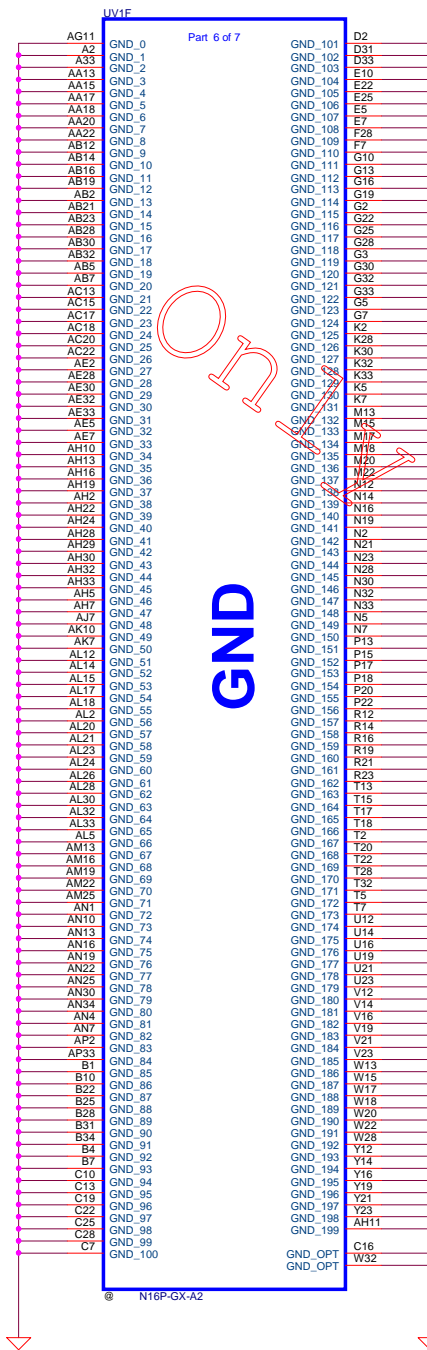 UV1F
Part 6 of 7
AG11 GND_0 GND_101 D2
A2 GND_1 GND_102 D31
A33 GND_2 GND_103 D33
AA13 GND_3 GND_104 E10
AA15 GND_4 GND_105 E22
AA17 GND_5 GND_106 E25
AA18 GND_6 GND_107 E5
AA20 GND_7 GND_108 E7
AA22 GND_8 GND_109 F28
AB12 GND_9 GND_110 F7
AB14 GND_10 GND_111 G10
AB16 GND_11 GND_112 G13
AB19 GND_12 GND_113 G16
AB2 GND_13 GND_114 G19
AB21 GND_14 GND_115 G2
AB23 GND_15 GND_116 G22
AB28 GND_16 GND_117 G25
AB30 GND_17 GND_118 G28
AB32 GND_18 GND_119 G3
AB5 GND_19 GND_120 G30
AB7 GND_20 GND_121 G32
AC13 GND_21 GND_122 G33
AC15 GND_22 GND_123 G5
AC17 GND_23 GND_124 G7
AC18 GND_24 GND_125 K2
AC20 GND_25 GND_126 K28
AC22 GND_26 GND_127 K30
AE2 GND_27 GND_128 K32
AE28 GND_28 GND_129 K33
AE30 GND_29 GND_130 K5
AE32 GND_30 GND_131 K7
AE33 GND_31 GND_132 M13
AE5 GND_32 GND_133 M15
AE7 GND_33 GND_134 M17
AH10 GND_34 GND_135 M18
AH13 GND_35 GND_136 M20
AH16 GND_36 GND_137 M22
AH19 GND_37 GND_138 N12
AH2 GND_38 GND_139 N14
AH22 GND_39 GND_140 N16
AH24 GND_40 GND_141 N19
AH28 GND_41 GND_142 N2
AH29 GND_42 GND_143 N21
AH30 GND_43 GND_144 N23
AH32 GND_44 GND_145 N28
AH33 GND_45 GND_146 N30
AH5 GND_46 GND_147 N32
AH7 GND_47 GND_148 N33
AJ7 GND_48 GND_149 N5
AK10 GND_49 GND_150 N7
AK7 GND_50 GND_151 P13
AL12 GND_51 GND_152 P15
AL14 GND_52 GND_153 P17
AL15 GND_53 GND_154 P18
AL17 GND_54 GND_155 P20
AL18 GND_55 GND_156 P22
AL2 GND_56 GND_157 R12
AL20 GND_57 GND_158 R14
AL21 GND_58 GND_159 R16
AL23 GND_59 GND_160 R19
AL24 GND_60 GND_161 R21
AL26 GND_61 GND_162 R23
AL28 GND_62 GND_163 T13
AL30 GND_63 GND_164 T15
AL32 GND_64 GND_165 T17
AL33 GND_65 GND_166 T18
AL5 GND_66 GND_167 T2
AM13 GND_67 GND_168 T20
AM16 GND_68 GND_169 T22
AM19 GND_69 GND_170 T28
AM22 GND_70 GND_171 T32
AM25 GND_71 GND_172 T5
AN1 GND_72 GND_173 T7
AN10 GND_73 GND_174 U12
AN13 GND_74 GND_175 U14
AN16 GND_75 GND_176 U16
AN19 GND_76 GND_177 U19
AN22 GND_77 GND_178 U21
AN25 GND_78 GND_179 U23
AN30 GND_79 GND_180 V12
AN34 GND_80 GND_181 V14
AN4 GND_81 GND_182 V16
AN7 GND_82 GND_183 V19
AP2 GND_83 GND_184 V21
AP33 GND_84 GND_185 V23
B1 GND_85 GND_186 W13
B10 GND_86 GND_187 W15
B22 GND_87 GND_188 W17
B25 GND_88 GND_189 W18
B28 GND_89 GND_190 W20
B31 GND_90 GND_191 W22
B34 GND_91 GND_192 W28
B4 GND_92 GND_193 Y12
B7 GND_93 GND_194 Y14
C10 GND_94 GND_195 Y16
C13 GND_95 GND_196 Y19
C19 GND_96 GND_197 Y21
C22 GND_97 GND_198 Y23
C25 GND_98 GND_199 AH11
C28 GND_99
C7 GND_100 GND_OPT C16
GND_OPT W32
GND
Only
@ N16P-GX-A2